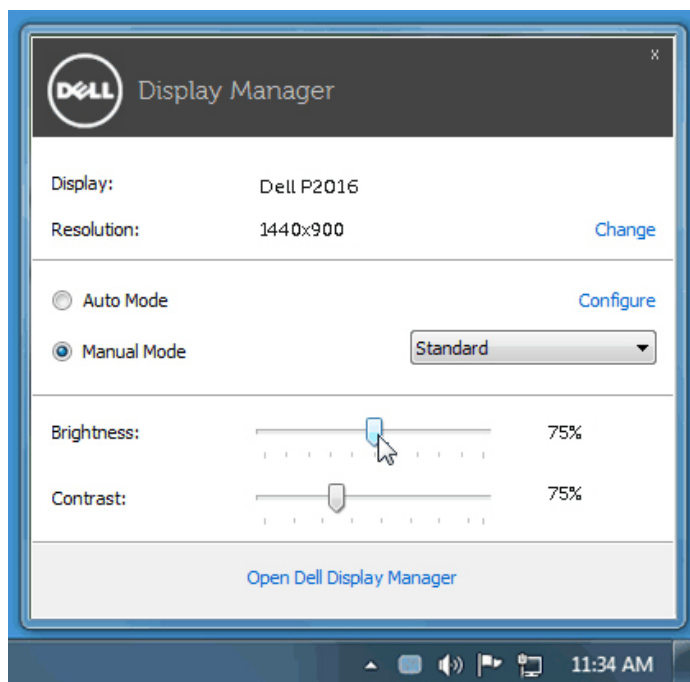 x
DELL Display Manager
Display: Dell P2016
Resolution: 1440x900 Change
Auto Mode Configure
Manual Mode Standard
Brightness: 75%
Contrast: 75%
Open Dell Display Manager
11:34 AM